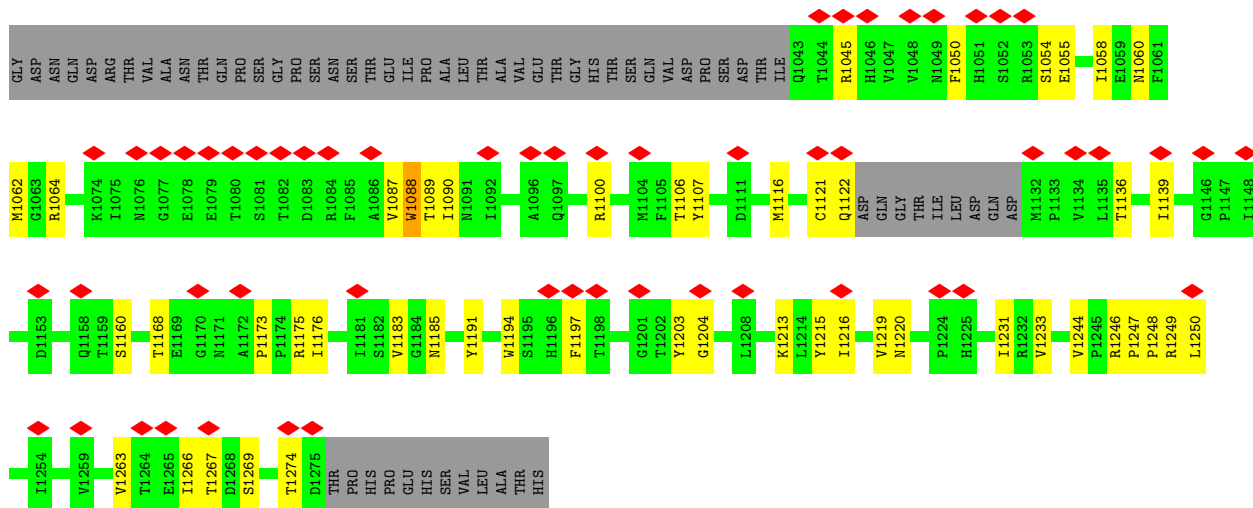 GLY ASP ASN GLN ASP ARG THR VAL ALA ASN THR GLN PRO SER GLY PRO SER ASN SER THR GLU ILE PRO ALA LEU THR ALA VAL GLU THR GLY HIS THR SER GLN VAL ASP PRO SER ASP THR ILE Q1043 T1044 R1045 H1046 V1047 V1048 N1049 F1050 H1051 S1052 R1053 S1054 E1055 I1058 E1059 N1060 F1061
M1062 G1063 R1064 K1074 I1075 N1076 G1077 E1078 E1079 T1080 S1081 T1082 D1083 R1084 F1085 A1086 V1087 W1088 T1089 I1090 N1091 I1092 A1096 Q1097 R1100 M1104 F1105 T1106 Y1107 D1111 M1116 C1121 Q1122 ASP GLN GLY THR ILE LEU ASP GLN ASP M1132 P1133 V1134 L1135 T1136 I1139 G1146 P1147 I1148
D1153 Q1158 T1159 S1160 T1168 E1169 G1170 N1171 A1172 P1173 P1174 R1175 I1176 I1181 S1182 V1183 G1184 N1185 Y1191 W1194 S1195 H1196 F1197 T1198 G1201 T1202 Y1203 G1204 L1208 K1213 L1214 Y1215 I1216 V1219 N1220 P1224 H1225 I1231 R1232 V1233 V1244 P1245 R1246 P1247 P1248 R1249 L1250
I1254 V1259 V1263 T1264 E1265 I1266 T1267 D1268 S1269 T1274 D1275 THR PRO HIS PRO GLU HIS SER VAL LEU ALA THR HIS